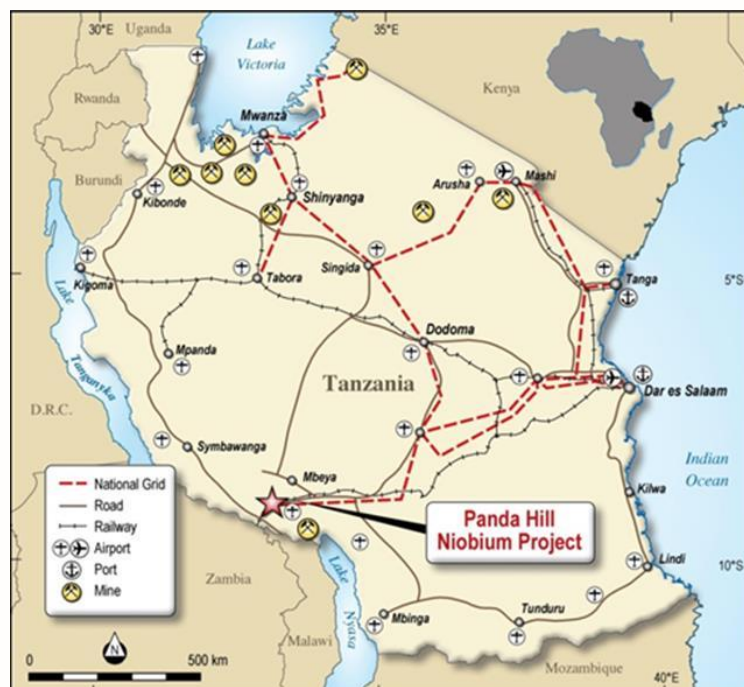 30°E
35°E
Uganda
Lake
Victoria
Kenya
Rwanda
Mwanza
Burundi
Kibonde
Shinyanga
Arusha
Mashi
Kigoma
Tabora
Singida
Tanga
5°S
Lake
Tanganyka
Mpanda
Dodoma
Tanzania
Dar es Salaam
D.R.C.
Symbawanga
Mbeya
Indian
Ocean
Kilwa
National Grid
Road
Railway
Airport
Port
Mine
Panda Hill
Niobium Project
Zambia
Lake
Nyasa
Lindi
10°S
Mbinga
Tunduru
Malawi
N
0
500 km
Mozambique
40°E